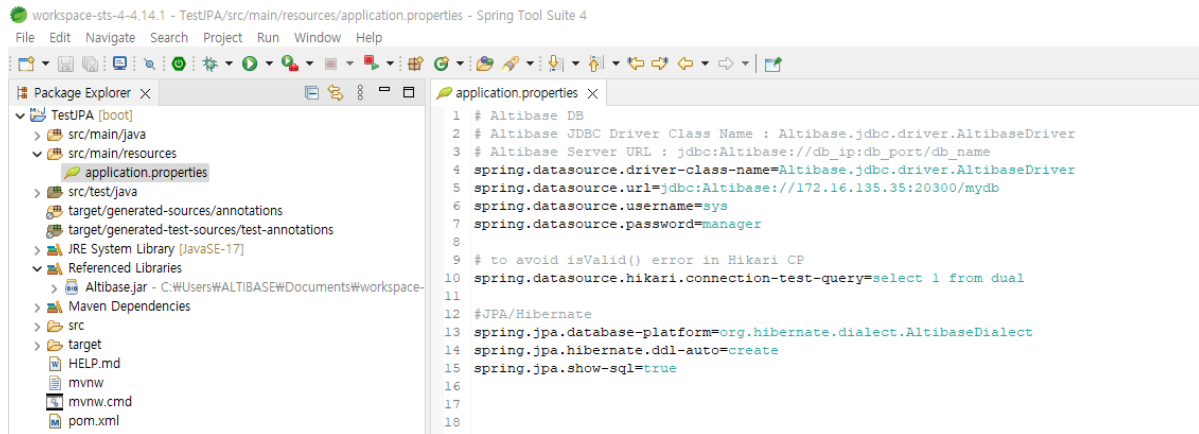 workspace-sts-4-4.14.1 - TestJPA/src/main/resources/application.properties - Spring Tool Suite 4
File Edit Navigate Search Project Run Window Help
Package Explorer
TestJPA [boot]
src/main/java
src/main/resources
application.properties
src/test/java
target/generated-sources/annotations
target/generated-test-sources/test-annotations
JRE System Library [JavaSE-17]
Referenced Libraries
Altibase.jar - C:₩Users₩ALTIBASE₩Documents₩workspace-
Maven Dependencies
src
target
HELP.md
mvnw
mvnw.cmd
pom.xml
application.properties
1 # Altibase DB
2 # Altibase JDBC Driver Class Name : Altibase.jdbc.driver.AltibaseDriver
3 # Altibase Server URL : jdbc:Altibase://db_ip:db_port/db_name
4 spring.datasource.driver-class-name=Altibase.jdbc.driver.AltibaseDriver
5 spring.datasource.url=jdbc:Altibase://172.16.135.35:20300/mydb
6 spring.datasource.username=sys
7 spring.datasource.password=manager
8
9 # to avoid isValid() error in Hikari CP
10 spring.datasource.hikari.connection-test-query=select 1 from dual
11
12 #JPA/Hibernate
13 spring.jpa.database-platform=org.hibernate.dialect.AltibaseDialect
14 spring.jpa.hibernate.ddl-auto=create
15 spring.jpa.show-sql=true
16
17
18